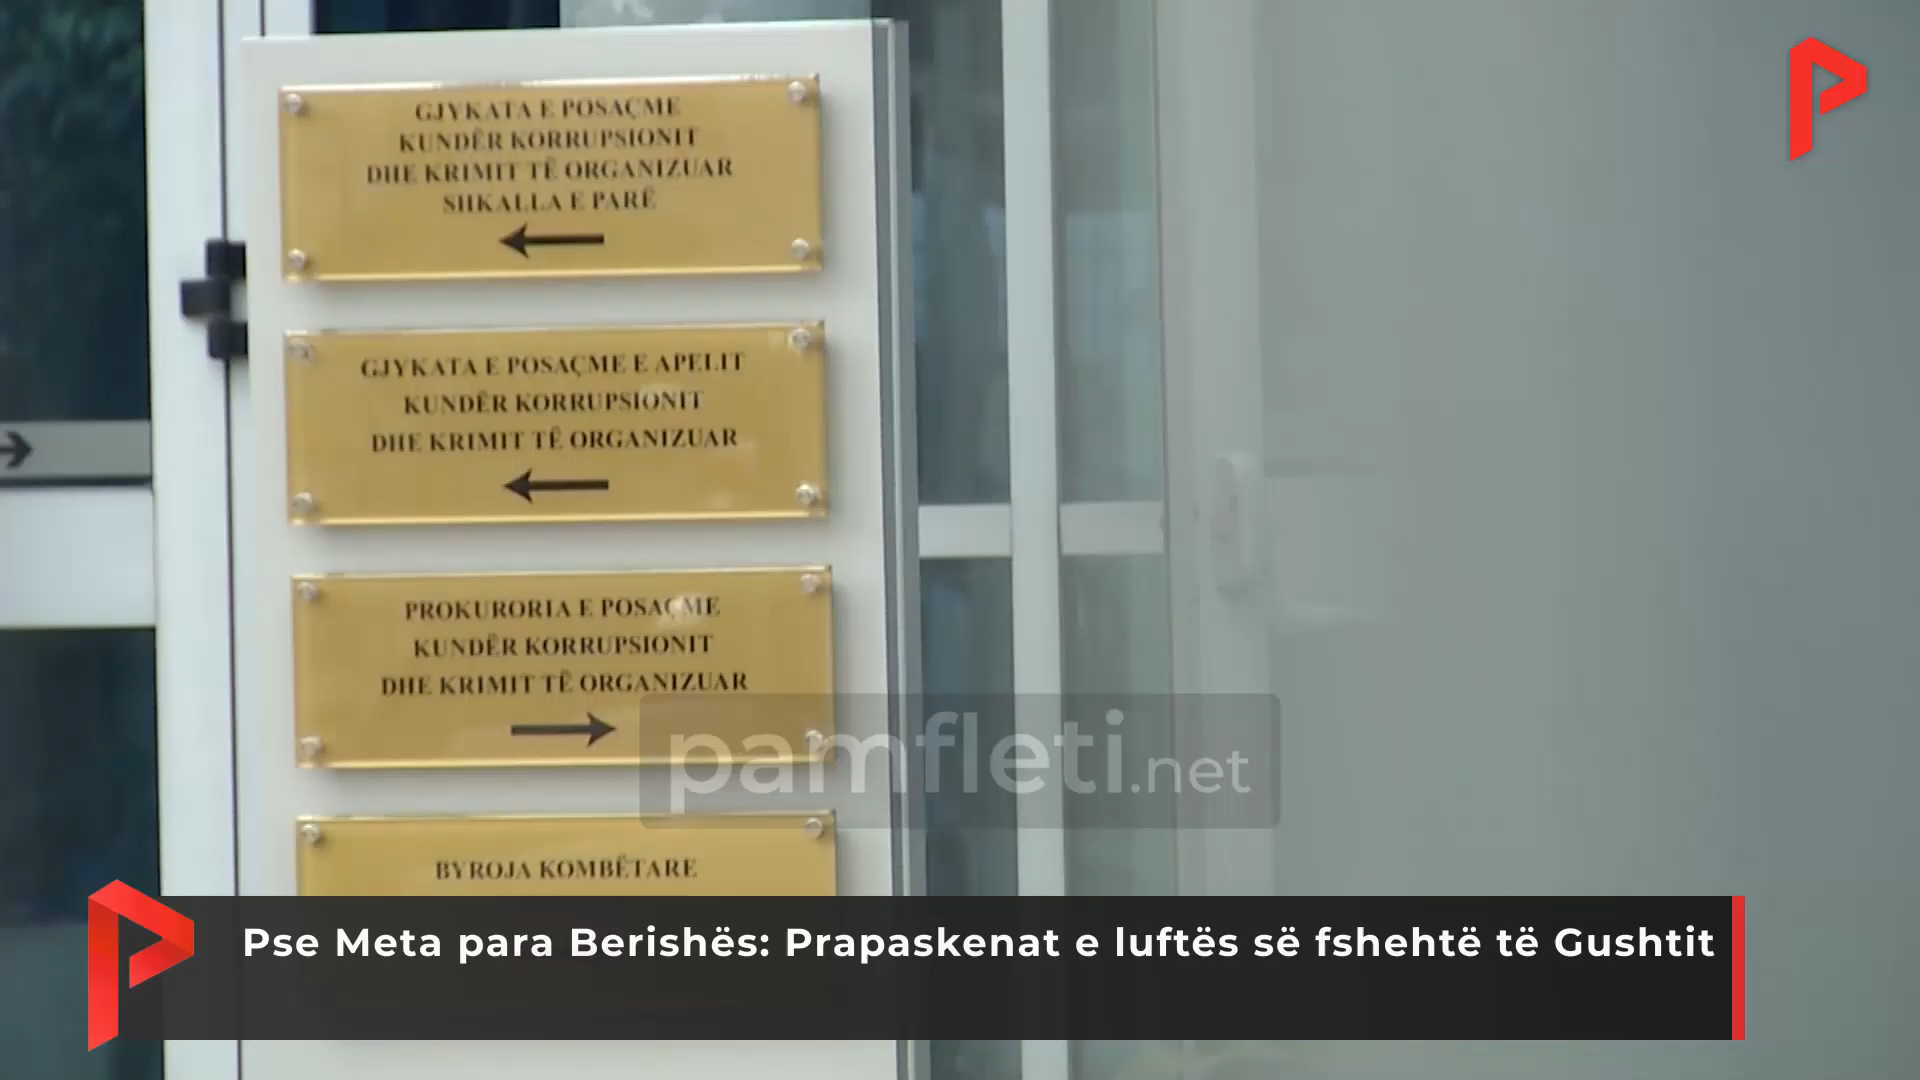 GJYKATA E POSAÇME
KUNDËR KORRUPSIONIT
DHE KRIMIT TË ORGANIZUAR
SHKALLA E PARË
GJYKATA E POSAÇME E APELIT
KUNDËR KORRUPSIONIT
DHE KRIMIT TË ORGANIZUAR
PROKURORIA E POSAÇME
KUNDËR KORRUPSIONIT
DHE KRIMIT TË ORGANIZUAR
pamfleti.net
BYROJA KOMBËTARE
Pse Meta para Berishës: Prapaskenat e luftës së fshehtë të Gushtit